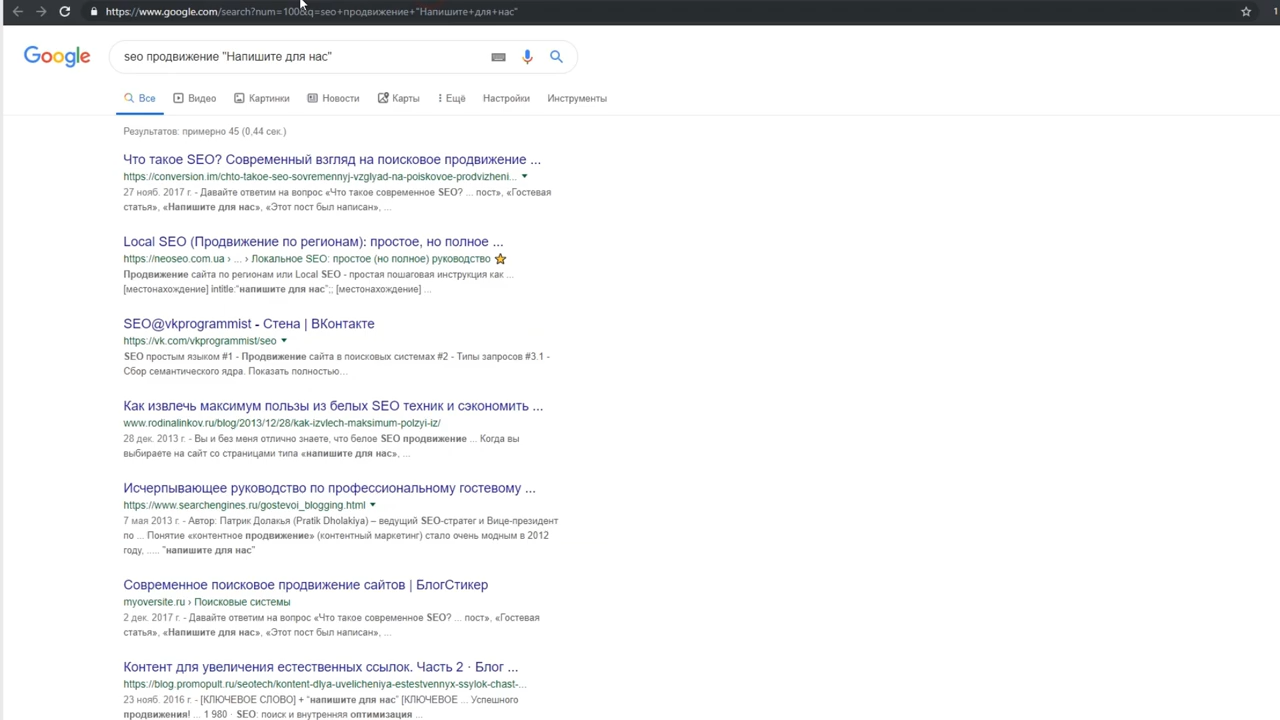 https://www.google.com/search?num=100&q=seo+продвижение+"Напишите+для+нас"
1
Google
seo продвижение "Напишите для нас"
Все Видео Картинки Новости Карты Ещё Настройки Инструменты
Результатов: примерно 45 (0,44 сек.)
Что такое SEO? Современный взгляд на поисковое продвижение ...
https://conversion.im/chto-takoe-seo-sovremennyj-vzglyad-na-poiskovoe-prodvizheni...
27 нояб. 2017 г. - Давайте ответим на вопрос «Что такое современное SEO? ... пост», «Гостевая
статья», «Напишите для нас», «Этот пост был написан», ...
Local SEO (Продвижение по регионам): простое, но полное ...
https://neoseo.com.ua › ... › Локальное SEO: простое (но полное) руководство
Продвижение сайта по регионам или Local SEO - простая пошаговая инструкция как ...
[местонахождение] intitle:"напишите для нас";; [местонахождение] ...
SEO@vkprogrammist - Стена | ВКонтакте
https://vk.com/vkprogrammist/seo
SEO простым языком #1 - Продвижение сайта в поисковых системах #2 - Типы запросов #3.1 -
Сбор семантического ядра. Показать полностью...
Как извлечь максимум пользы из белых SEO техник и сэкономить ...
www.rodinalinkov.ru/blog/2013/12/28/kak-izvlech-maksimum-polzyi-iz/
28 дек. 2013 г. - Вы и без меня отлично знаете, что белое SEO продвижение ... Когда вы
выбираете на сайт со страницами типа «напишите для нас», ...
Исчерпывающее руководство по профессиональному гостевому ...
https://www.searchengines.ru/gostevoi_blogging.html
7 мая 2013 г. - Автор: Патрик Долакья (Pratik Dholakiya) – ведущий SEO-стратег и Вице-президент
по ... Понятие «контентное продвижение» (контентный маркетинг) стало очень модным в 2012
году, ..... "напишите для нас"
Современное поисковое продвижение сайтов | БлогСтикер
myoversite.ru › Поисковые системы
2 дек. 2017 г. - Давайте ответим на вопрос «Что такое современное SEO? ... пост», «Гостевая
статья», «Напишите для нас», «Этот пост был написан», ...
Контент для увеличения естественных ссылок. Часть 2 · Блог ...
https://blog.promopult.ru/seotech/kontent-dlya-uvelicheniya-estestvennyx-ssylok-chast-...
23 нояб. 2016 г. - [КЛЮЧЕВОЕ СЛОВО] + "напишите для нас" [КЛЮЧЕВОЕ ... Успешного
продвижения! ... 1 980 · SEO: поиск и внутренняя оптимизация ...